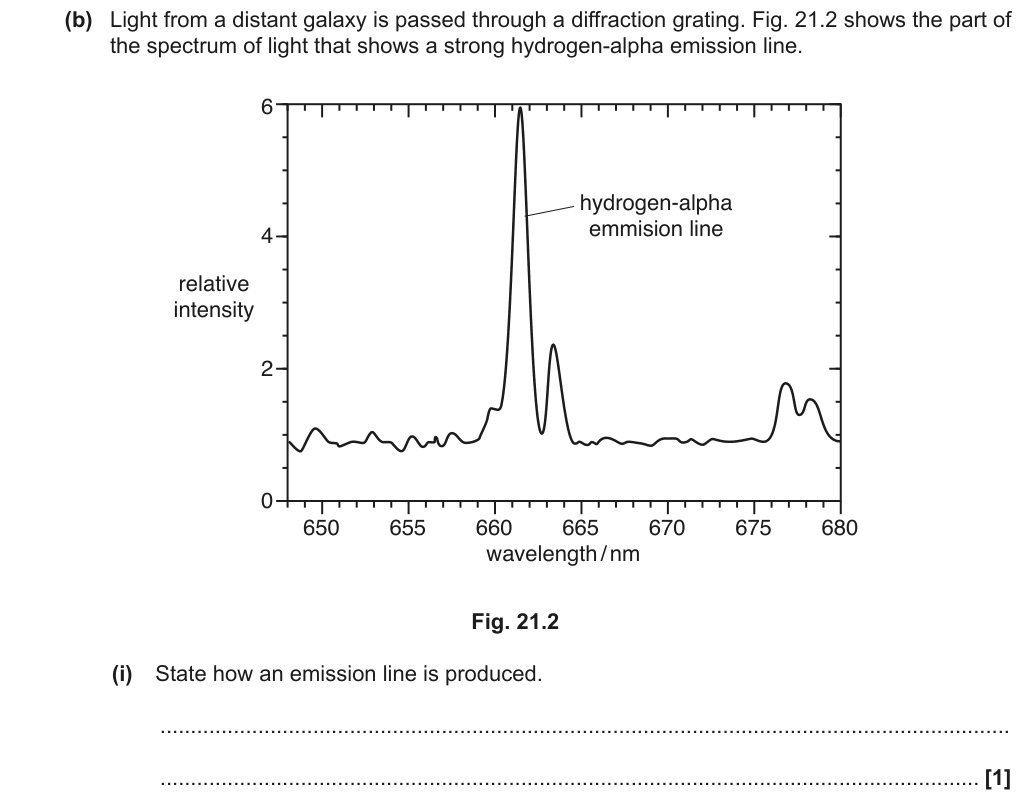 (b) Light from a distant galaxy is passed through a diffraction grating. Fig. 21.2 shows the part of
the spectrum of light that shows a strong hydrogen-alpha emission line.
6
hydrogen-alpha
emmision line
4
relative
intensity
2
0
650 655 660 665 670 675 680
wavelength / nm
Fig. 21.2
(i) State how an emission line is produced.
....................................................................................................................................
.................................................................................................................................... [1]